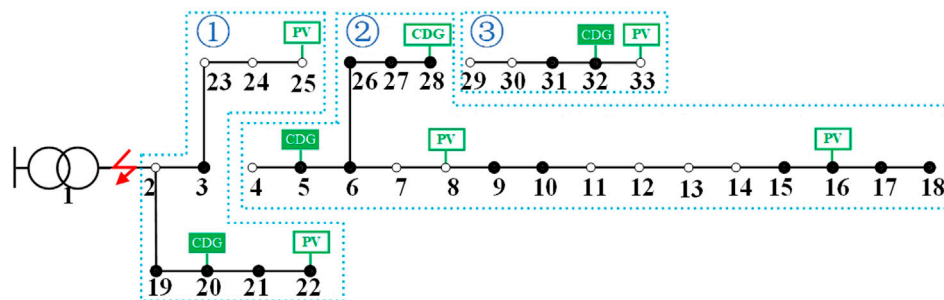 ① PV ② CDG ③ CDG PV
23 24 25 26 27 28 29 30 31 32 33
CDG PV PV
1 2 3 4 5 6 7 8 9 10 11 12 13 14 15 16 17 18
CDG PV
19 20 21 22